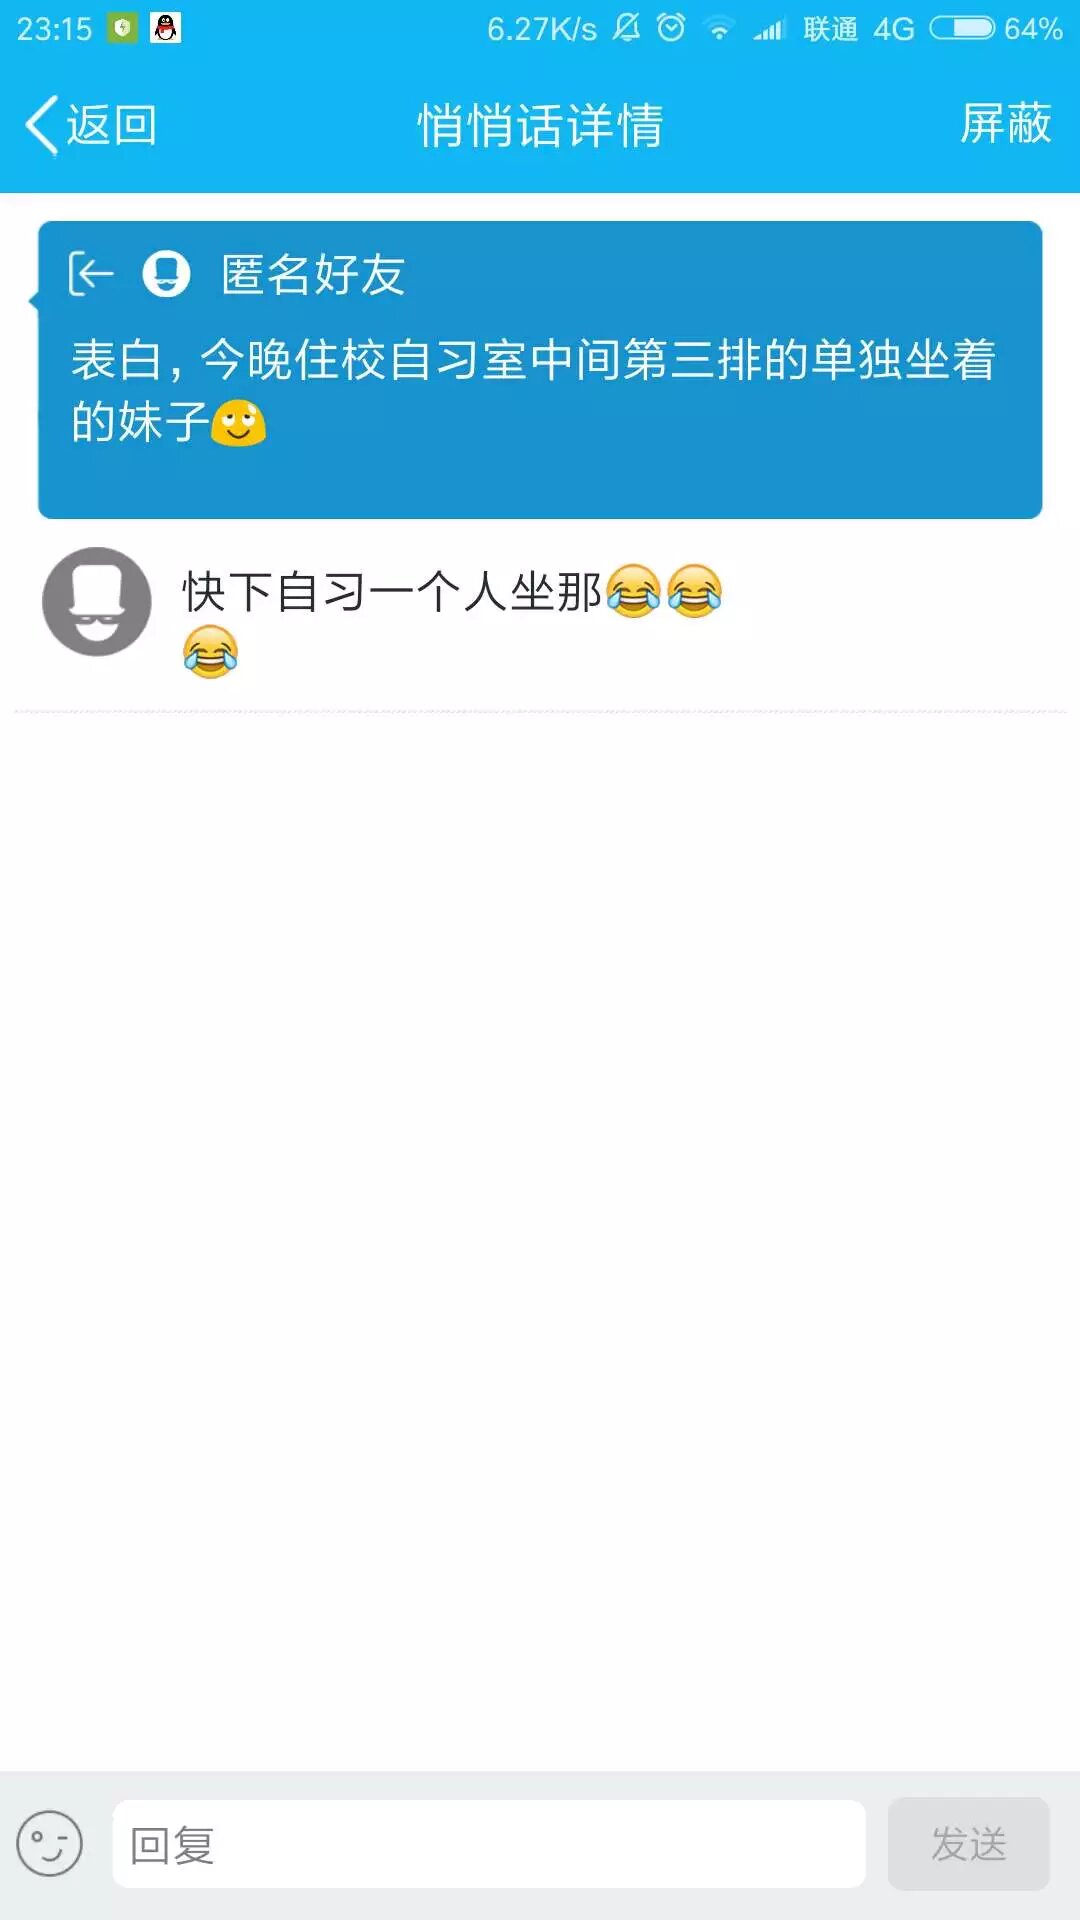 23:15 6.27K/s 联通 4G 64%
返回 悄悄话详情 屏蔽
匿名好友
表白，今晚住校自习室中间第三排的单独坐着
的妹子🙄
快下自习一个人坐那😂😂
😂
回复 发送